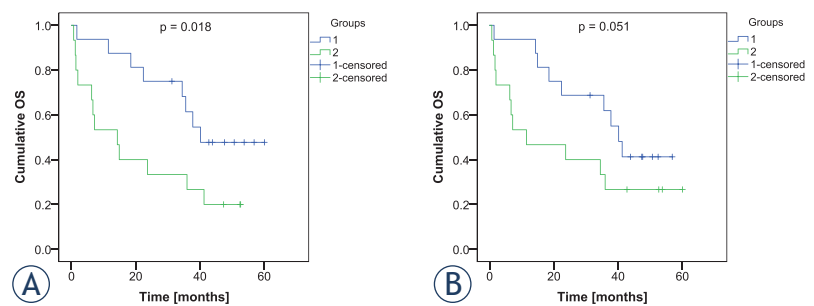 p = 0.018
Groups
1
2
1-censored
2-censored
Cumulative OS
1.0
0.8
0.6
0.4
0.2
0.0
0 20 40 60
Time [months]
A
p = 0.051
Groups
1
2
1-censored
2-censored
Cumulative OS
1.0
0.8
0.6
0.4
0.2
0.0
0 20 40 60
Time [months]
B